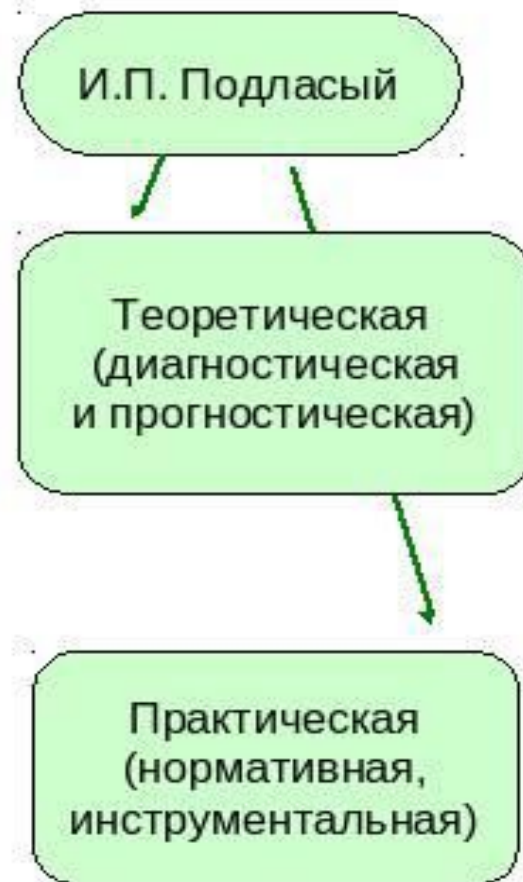 И.П. Подласый
Теоретическая
(диагностическая
и прогностическая)
Практическая
(нормативная,
инструментальная)